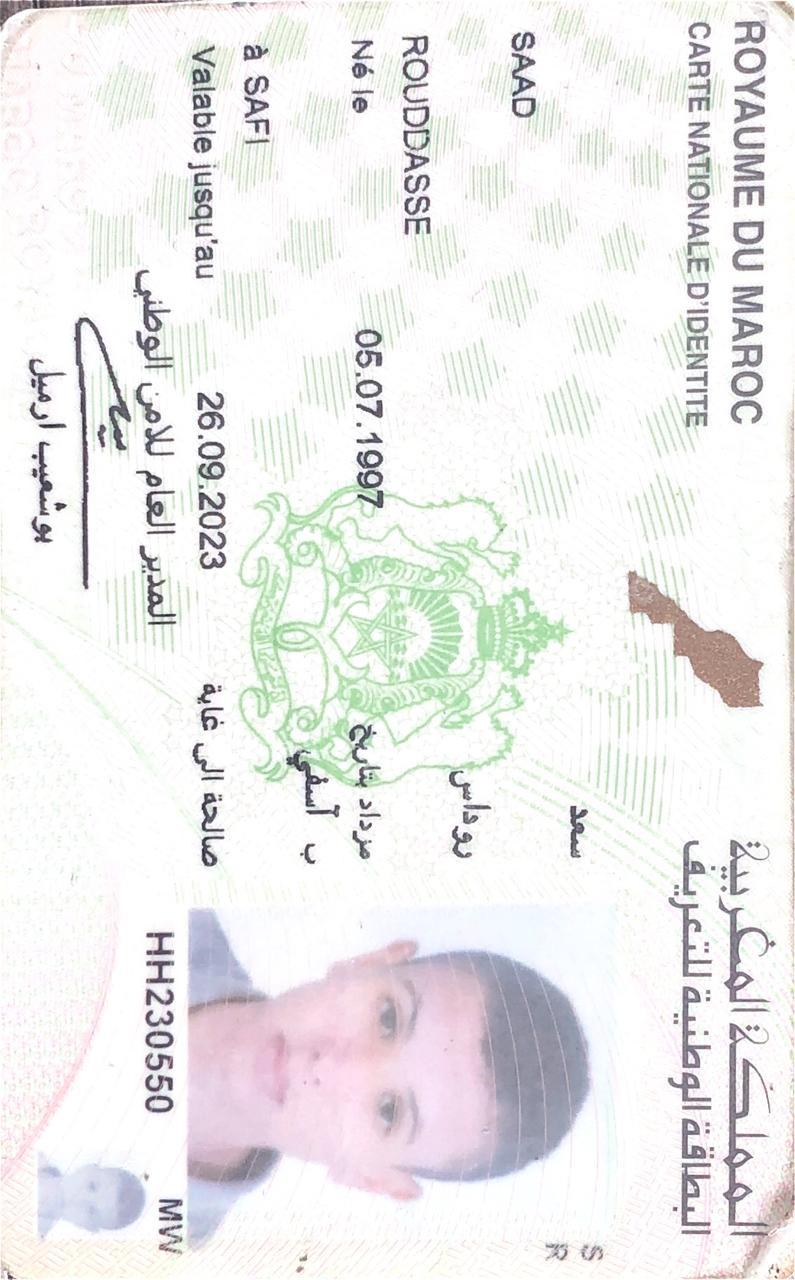 ROYAUME DU MAROC
المملكة المغربية
CARTE NATIONALE D'IDENTITE
البطاقة الوطنية للتعريف
SAAD
سعد
ROUDDASSE
روداس
Né le 05.07.1997 مزداد بتاريخ
à SAFI
ب آسفي
Valable jusqu'au 26.09.2023 صالحة الى غاية
المدير العام للامن الوطني
بوشعيب ارميل
HH230550
MW
S
R